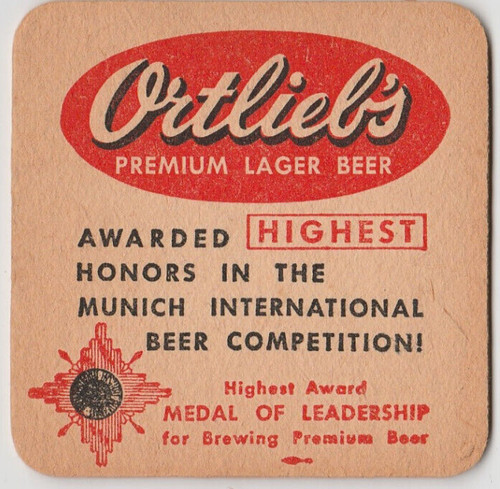 Ortlieb's
PREMIUM LAGER BEER
AWARDED HIGHEST
HONORS IN THE
MUNICH INTERNATIONAL
BEER COMPETITION!
Highest Award
MEDAL OF LEADERSHIP
for Brewing Premium Beer